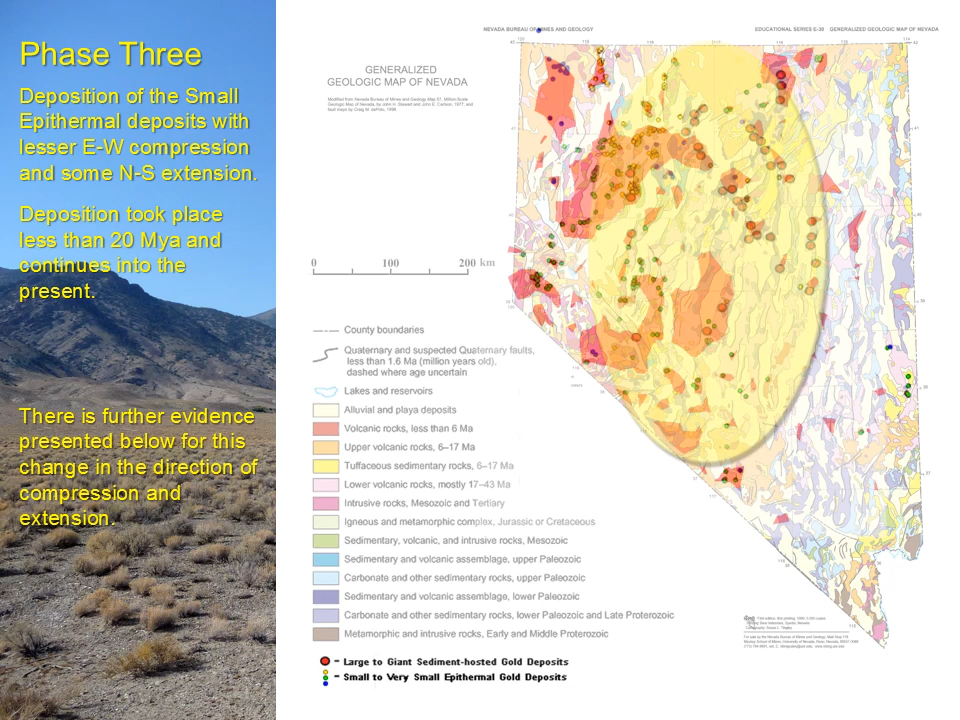 Phase Three
Deposition of the Small
Epithermal deposits with
lesser E-W compression
and some N-S extension.
Deposition took place
less than 20 Mya and
continues into the
present.
There is further evidence
presented below for this
change in the direction of
compression and
extension.
NEVADA BUREAU OF MINES AND GEOLOGY
EDUCATIONAL SERIES E-30 GENERALIZED GEOLOGIC MAP OF NEVADA
GENERALIZED
GEOLOGIC MAP OF NEVADA
0 100 200 km
County boundaries
Quaternary and suspected Quaternary faults,
less than 1.6 Ma (million years old),
dashed where age uncertain
Lakes and reservoirs
Alluvial and playa deposits
Volcanic rocks, less than 6 Ma
Upper volcanic rocks, 6–17 Ma
Tuffaceous sedimentary rocks, 6–17 Ma
Lower volcanic rocks, mostly 17–43 Ma
Intrusive rocks, Mesozoic and Tertiary
Igneous and metamorphic complex, Jurassic or Cretaceous
Sedimentary, volcanic, and intrusive rocks, Mesozoic
Sedimentary and volcanic assemblage, upper Paleozoic
Carbonate and other sedimentary rocks, upper Paleozoic
Sedimentary and volcanic assemblage, lower Paleozoic
Carbonate and other sedimentary rocks, lower Paleozoic and Late Proterozoic
Metamorphic and intrusive rocks, Early and Middle Proterozoic
- Large to Giant Sediment-hosted Gold Deposits
- Small to Very Small Epithermal Gold Deposits